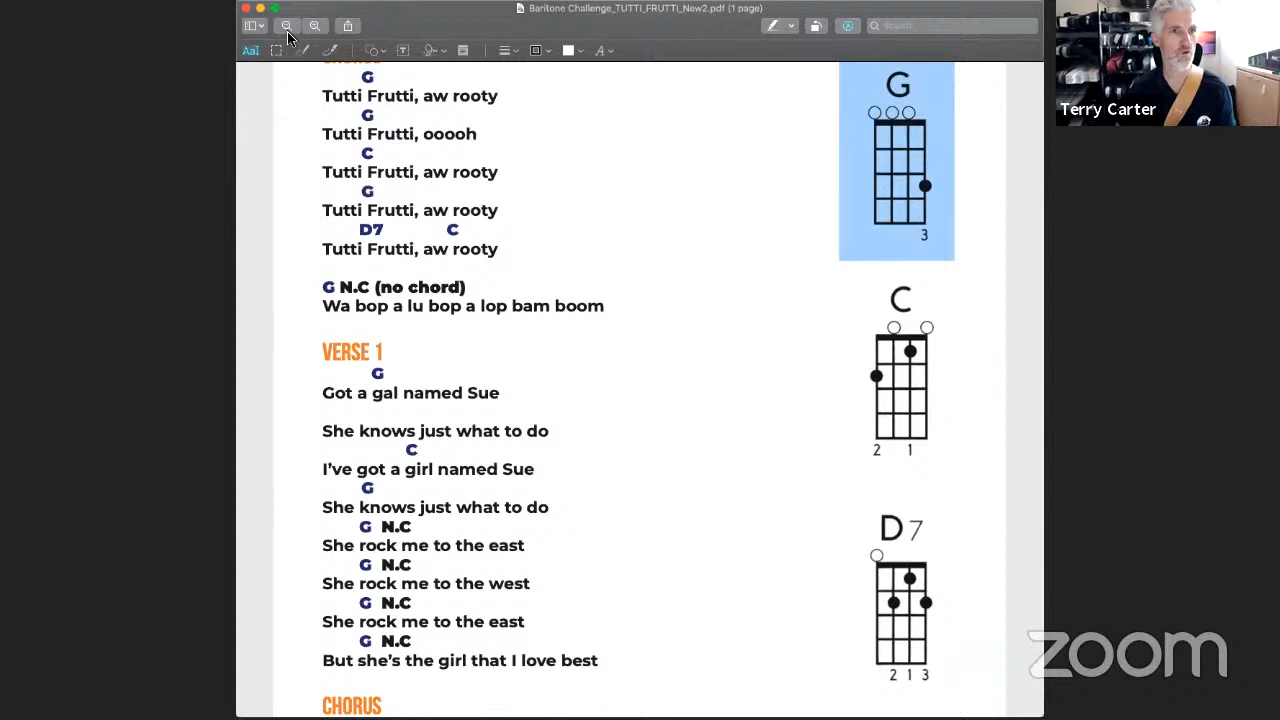 Baritone Challenge_TUTTI_FRUTTI_New2.pdf (1 page)
Search
AaI
T
A
G
Tutti Frutti, aw rooty
G
Tutti Frutti, ooooh
C
Tutti Frutti, aw rooty
G
Tutti Frutti, aw rooty
D7 C
Tutti Frutti, aw rooty
G N.C (no chord)
Wa bop a lu bop a lop bam boom
VERSE 1
G
Got a gal named Sue
She knows just what to do
C
I've got a girl named Sue
G
She knows just what to do
G N.C
She rock me to the east
G N.C
She rock me to the west
G N.C
She rock me to the east
G N.C
But she's the girl that I love best
CHORUS
G
3
C
2 1
D7
2 1 3
Terry Carter
zoom